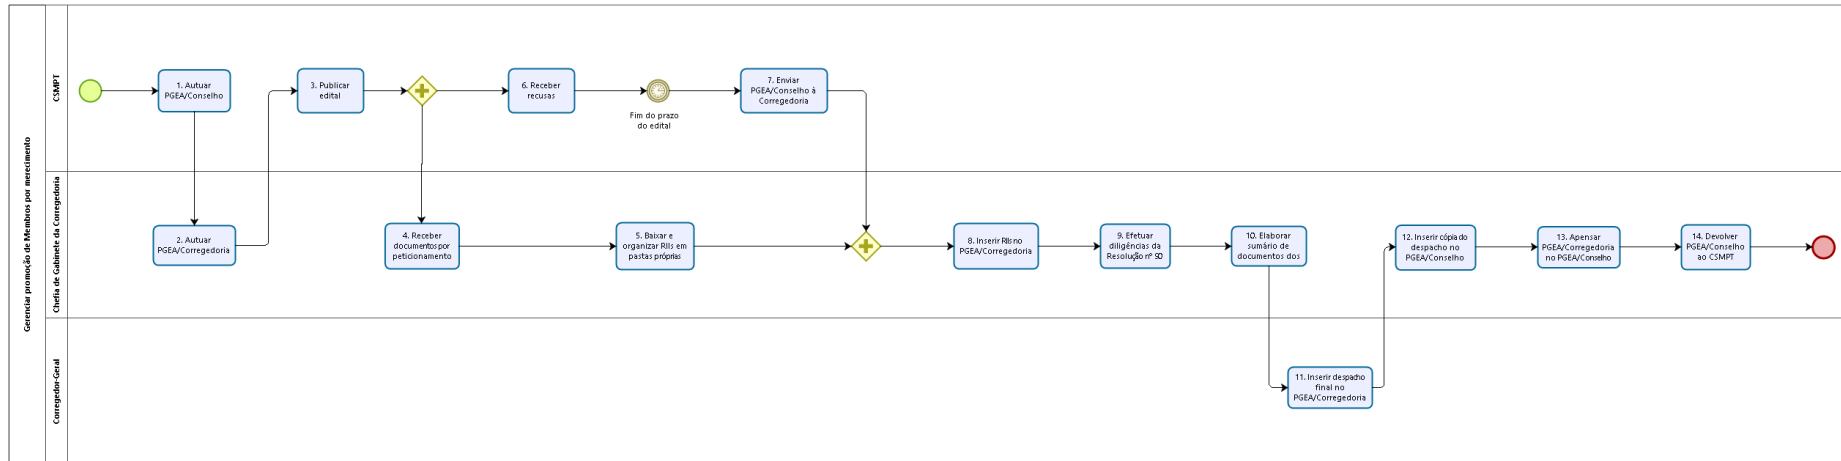 Gerenciar promoção de Membros por merecimento
CSMPT
1. Autuar
PGEA/Conselho
3. Publicar
edital
6. Receber
recusas
Fim do prazo
do edital
7. Enviar
PGEA/Conselho à
Corregedoria
Chefia de Gabinete da Corregedoria
2. Autuar
PGEA/Corregedoria
4. Receber
documentos por
peticionamento
5. Baixar e
organizar RIIs em
pastas próprias
8. Inserir RIIs no
PGEA/Corregedoria
9. Efetuar
diligências da
Resolução nº
10. Elaborar
sumário de
documentos dos
12. Inserir cópia do
despacho no
PGEA/Conselho
13. Apensar
PGEA/Corregedoria
no PGEA/Conselho
14. Devolver
PGEA/Conselho
ao CSMPT
Corregedor-Geral
11. Inserir despacho
final no
PGEA/Corregedoria